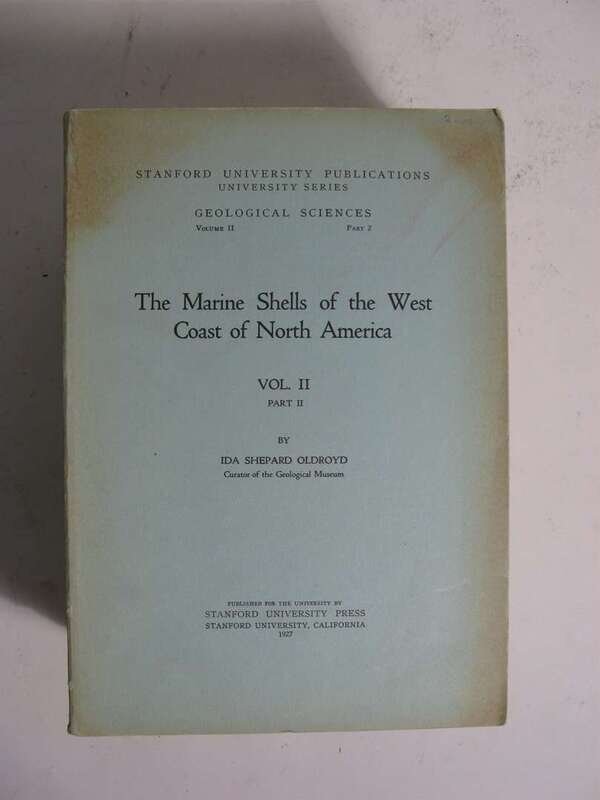 STANFORD UNIVERSITY PUBLICATIONS
UNIVERSITY SERIES
GEOLOGICAL SCIENCES
VOLUME II PART 2
The Marine Shells of the West
Coast of North America
VOL. II
PART II
BY
IDA SHEPARD OLDROYD
Curator of the Geological Museum
PUBLISHED FOR THE UNIVERSITY BY
STANFORD UNIVERSITY PRESS
STANFORD UNIVERSITY, CALIFORNIA
1927